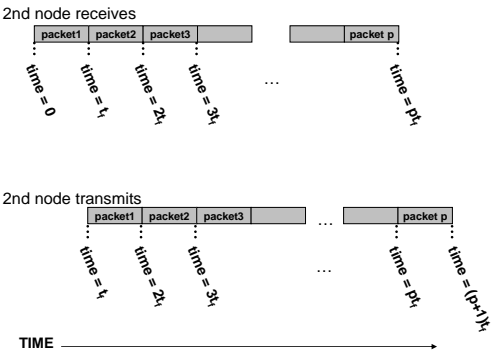 2nd node receives
packet1 packet2 packet3 packet p
time = 0 time = t_f time = 2t_f time = 3t_f ... time = pt_f
2nd node transmits
packet1 packet2 packet3 ... packet p
time = t_f time = 2t_f time = 3t_f ... time = pt_f time = (p+1)t_f
TIME